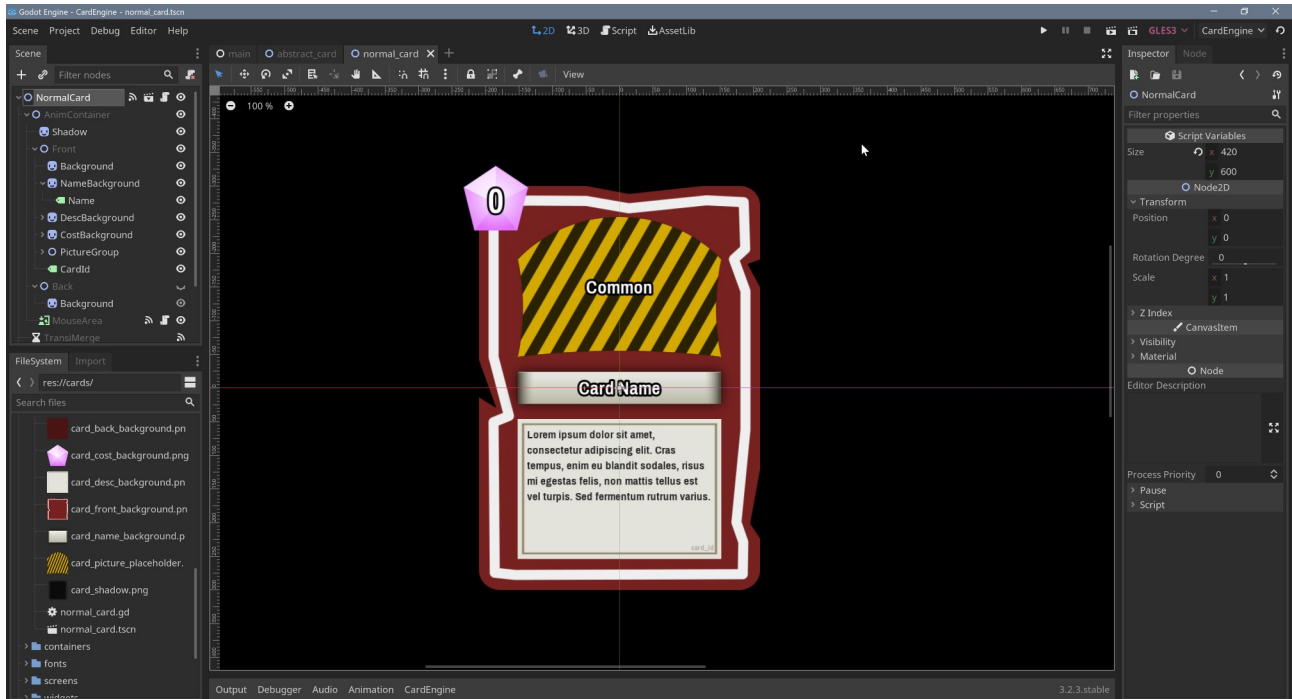 Godot Engine - CardEngine - normal_card.tscn
Scene Project Debug Editor Help
2D 3D Script AssetLib
GLES3 CardEngine
Scene
main abstract_card normal_card
Inspector Node
Filter nodes
View
NormalCard
AnimContainer
Shadow
Front
Background
NameBackground
Name
DescBackground
CostBackground
PictureGroup
CardId
Back
Background
MouseArea
TransiMerge
FileSystem Import
res://cards/
Search files
card_back_background.pn
card_cost_background.png
card_desc_background.pn
card_front_background.pn
card_name_background.p
card_picture_placeholder.
card_shadow.png
normal_card.gd
normal_card.tscn
containers
fonts
screens
widgets
100 %
0
Common
Card Name
Lorem ipsum dolor sit amet,
consectetur adipiscing elit. Cras
tempus, enim eu blandit sodales, risus
mi egestas felis, non mattis tellus est
vel turpis. Sed fermentum rutrum varius.
card_id
Output Debugger Audio Animation CardEngine
3.2.3.stable
NormalCard
Filter properties
Script Variables
Size x 420
y 600
Node2D
Transform
Position x 0
y 0
Rotation Degree 0
Scale x 1
y 1
Z Index
CanvasItem
Visibility
Material
Node
Editor Description
Process Priority 0
Pause
Script